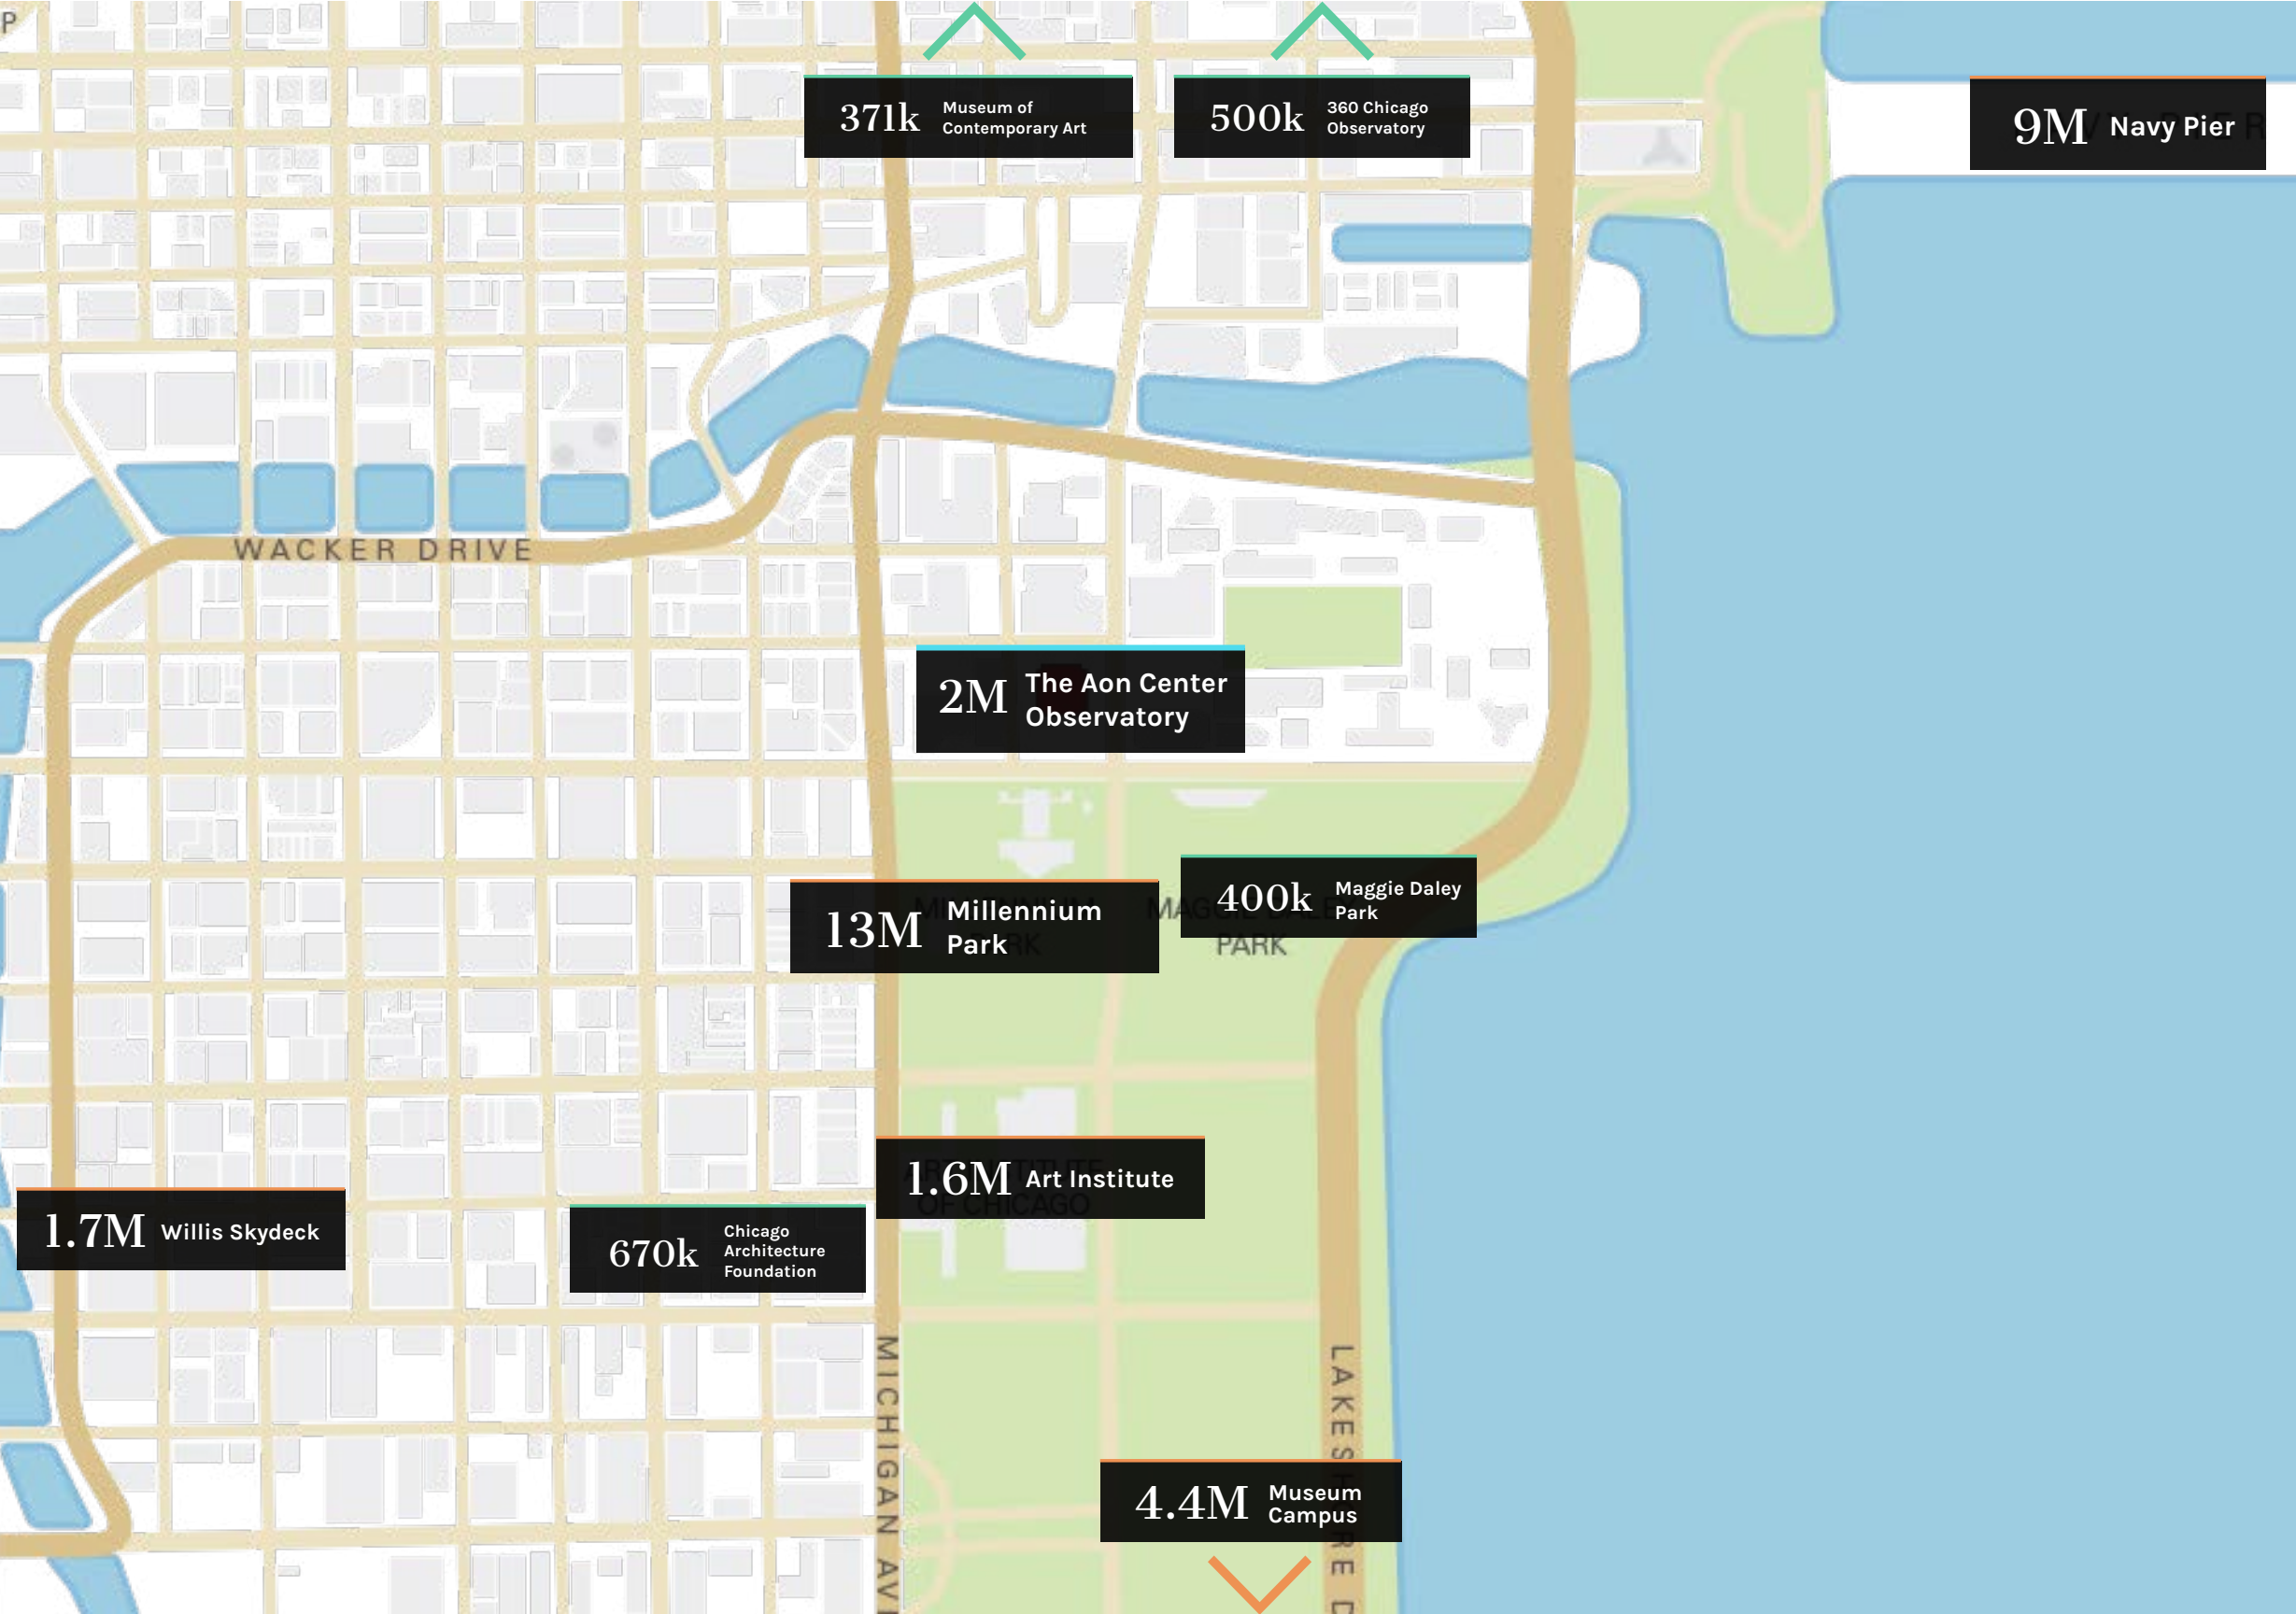 P
371k
Museum of
Contemporary Art
500k
360 Chicago
Observatory
9M
Navy Pier
WACKER DRIVE
2M
The Aon Center
Observatory
13M
Millennium
Park
400k
Maggie Daley
Park
PARK
1.6M
Art Institute
OF CHICAGO
1.7M
Willis Skydeck
670k
Chicago
Architecture
Foundation
MICHIGAN AVE
4.4M
Museum
Campus
LAKESHORE D